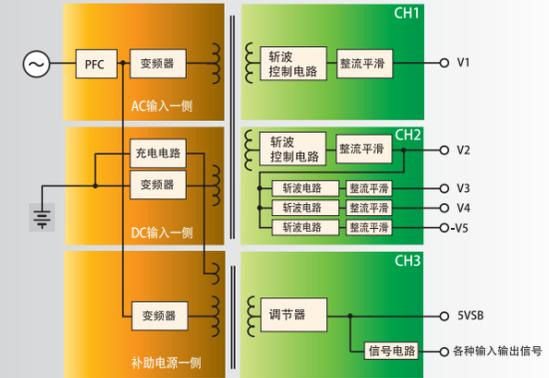 CH1
PFC
变频器
斩波
控制电路
整流平滑
V1
AC输入一侧
CH2
充电电路
变频器
斩波
控制电路
整流平滑
V2
斩波电路
整流平滑
V3
斩波电路
整流平滑
V4
斩波电路
整流平滑
-V5
DC输入一侧
CH3
变频器
调节器
5VSB
信号电路
各种输入输出信号
补助电源一侧